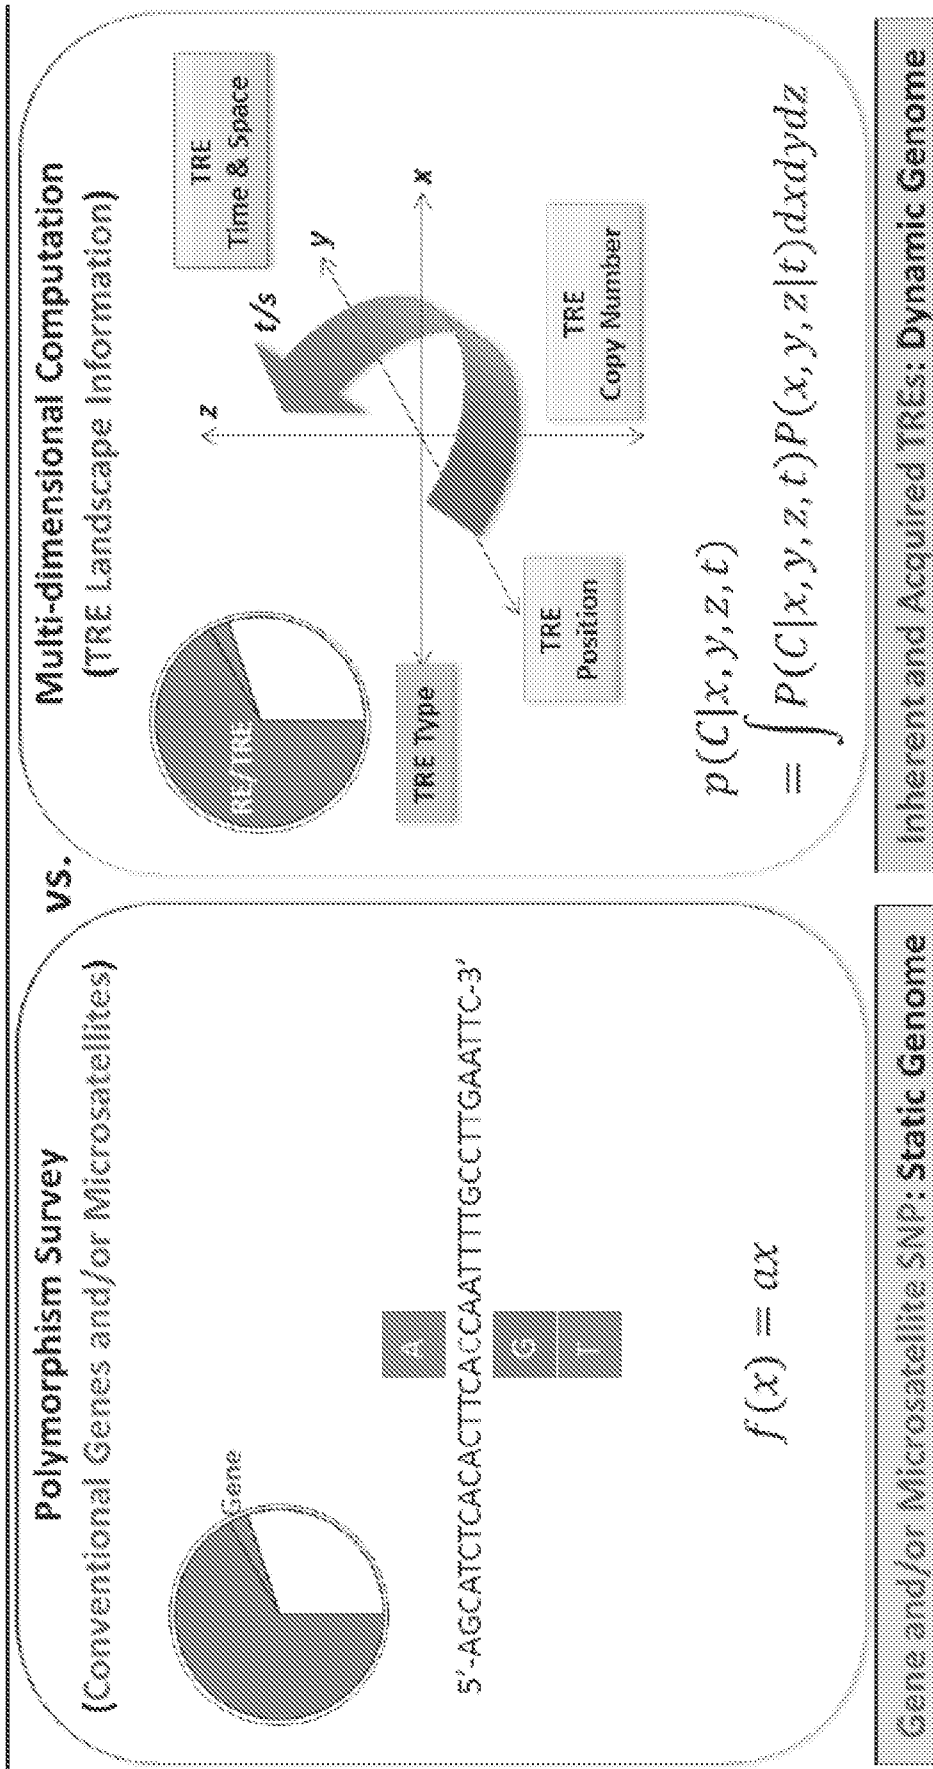 Polymorphism Survey
(Conventional Genes and/or Microsatellites)
Gene
A
5'-AGCATCTCACACTTCACCAATTTTGCCTTGAATTC-3'
G
T
f(x) = ax
Gene and/or Microsatellite SNP: Static Genome
vs.
Multi-dimensional Computation
(TRE Landscape Information)
RE/TRE
z
t/s
y
x
TRE
Time & Space
TRE Type
TRE
Position
TRE
Copy Number
p(C|x, y, z, t)
= ∫ P(C|x, y, z, t)P(x, y, z|t)dxdydz
Inherent and Acquired TREs: Dynamic Genome